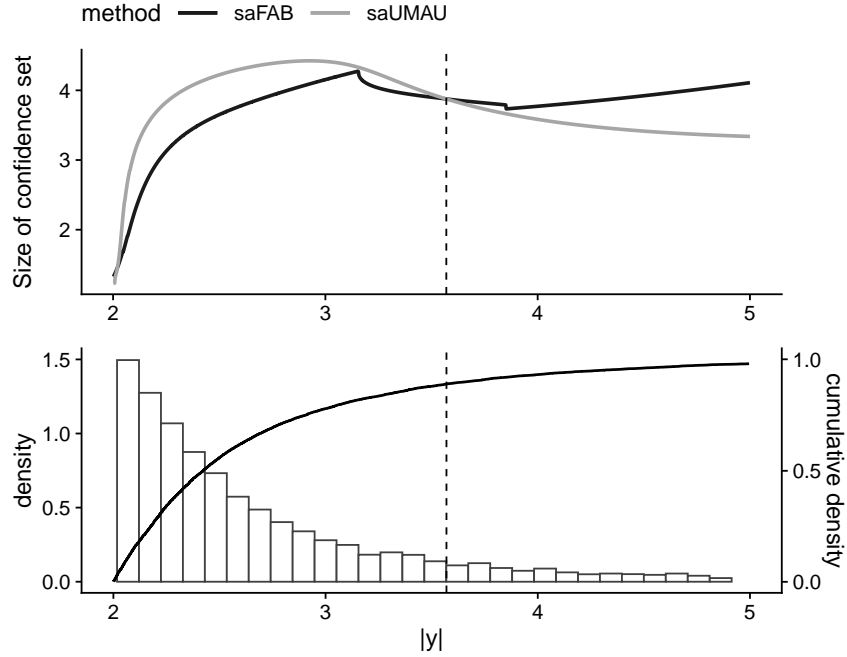 method saFAB saUMAU
Size of confidence set
4
3
2
2 3 4 5
density
1.5
1.0
0.5
0.0
1.0
0.5
0.0
cumulative density
2 3 4 5
|y|